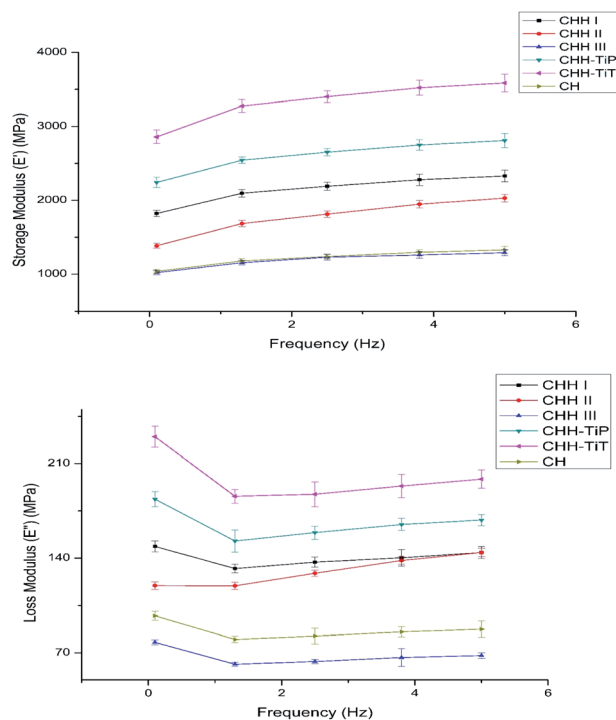 CHH I
CHH II
CHH III
CHH-TiP
CHH-TiT
CH
4000
3000
2000
1000
Storage Modulus (E') (MPa)
0 2 4 6
Frequency (Hz)
CHH I
CHH II
CHH III
CHH-TiP
CHH-TiT
CH
210
140
70
Loss Modulus (E") (MPa)
0 2 4 6
Frequency (Hz)